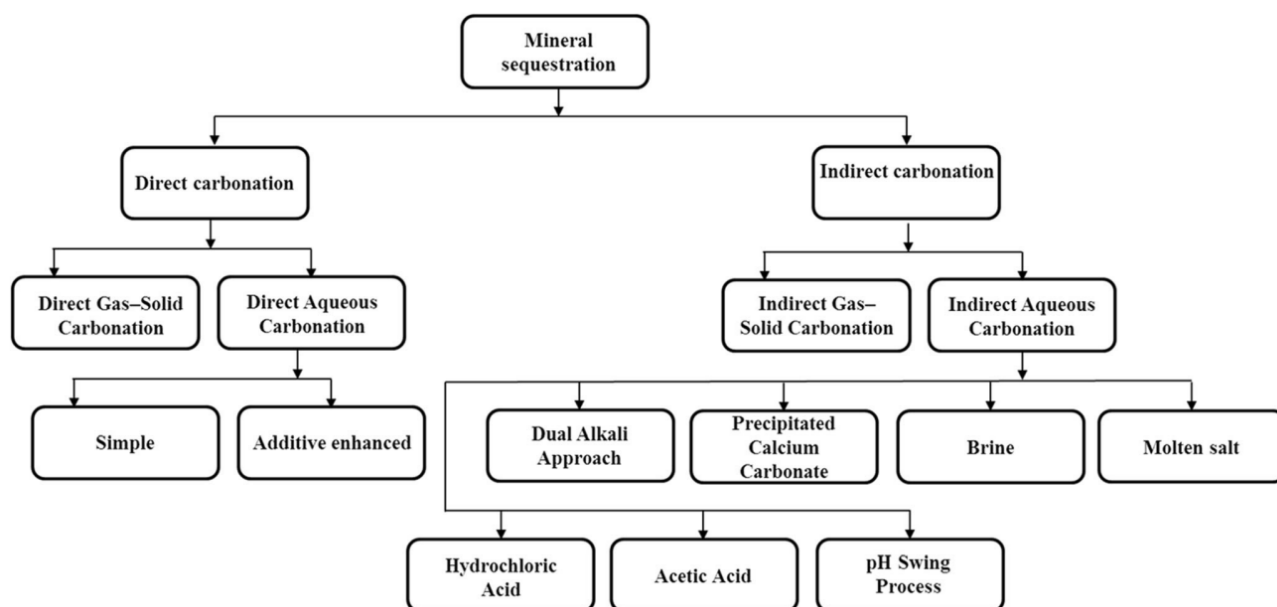 Mineral
sequestration
Direct carbonation
Indirect carbonation
Direct Gas–Solid
Carbonation
Direct Aqueous
Carbonation
Indirect Gas–
Solid Carbonation
Indirect Aqueous
Carbonation
Simple
Additive enhanced
Dual Alkali
Approach
Precipitated
Calcium
Carbonate
Brine
Molten salt
Hydrochloric
Acid
Acetic Acid
pH Swing
Process